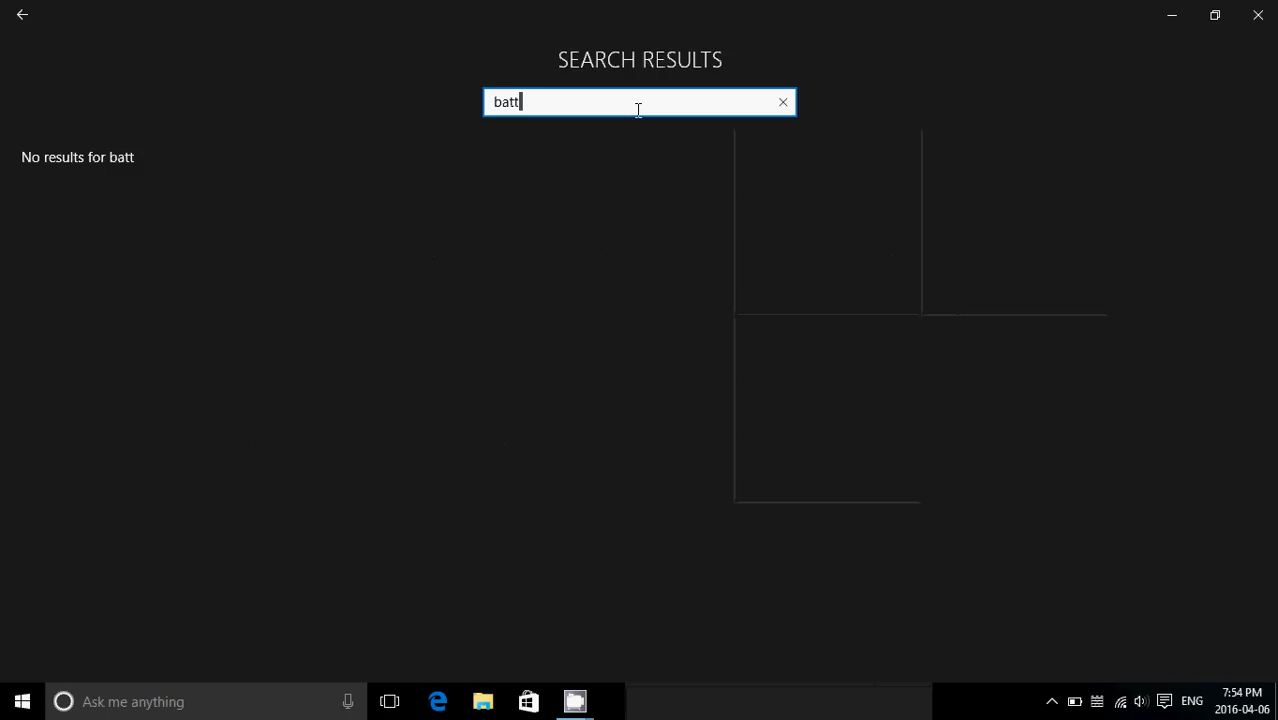 SEARCH RESULTS
batt
No results for batt
Ask me anything
ENG
7:54 PM
2016-04-06